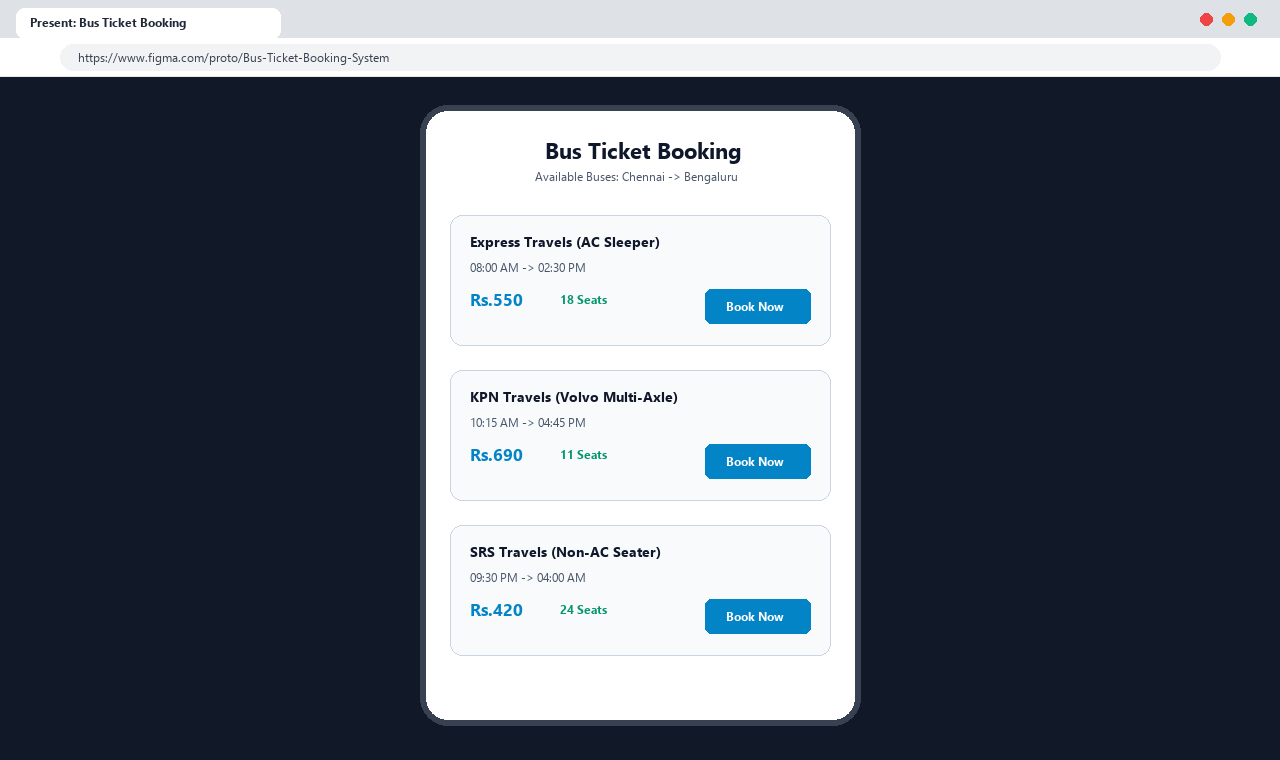 Present: Bus Ticket Booking
https://www.figma.com/proto/Bus-Ticket-Booking-System
Bus Ticket Booking
Available Buses: Chennai -> Bengaluru
Express Travels (AC Sleeper)
08:00 AM -> 02:30 PM
Rs.550 18 Seats Book Now
KPN Travels (Volvo Multi-Axle)
10:15 AM -> 04:45 PM
Rs.690 11 Seats Book Now
SRS Travels (Non-AC Seater)
09:30 PM -> 04:00 AM
Rs.420 24 Seats Book Now